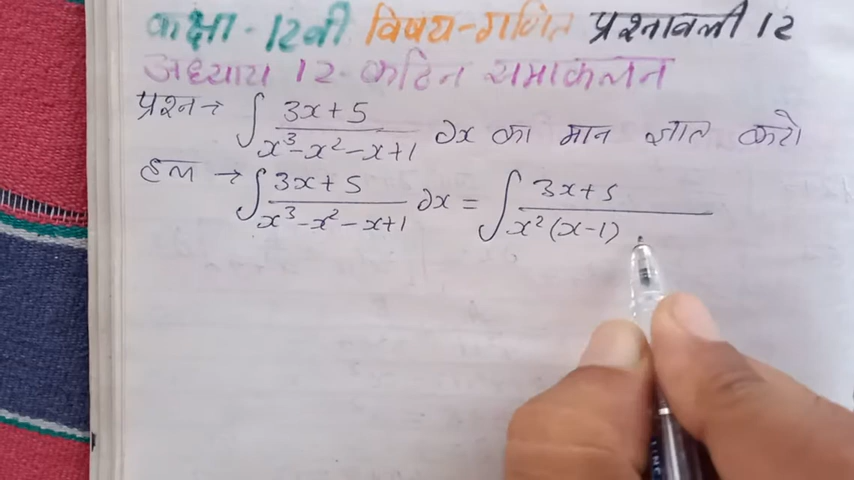 कक्षा - 12वी विषय - गणित प्रश्नावली 12
अध्याय 12 - कठिन समाकलन
प्रश्न → ∫ (3x+5)/(x³-x²-x+1) ∂x का मान ज्ञात करो
हल → ∫ (3x+5)/(x³-x²-x+1) ∂x = ∫ (3x+5)/(x²(x-1)